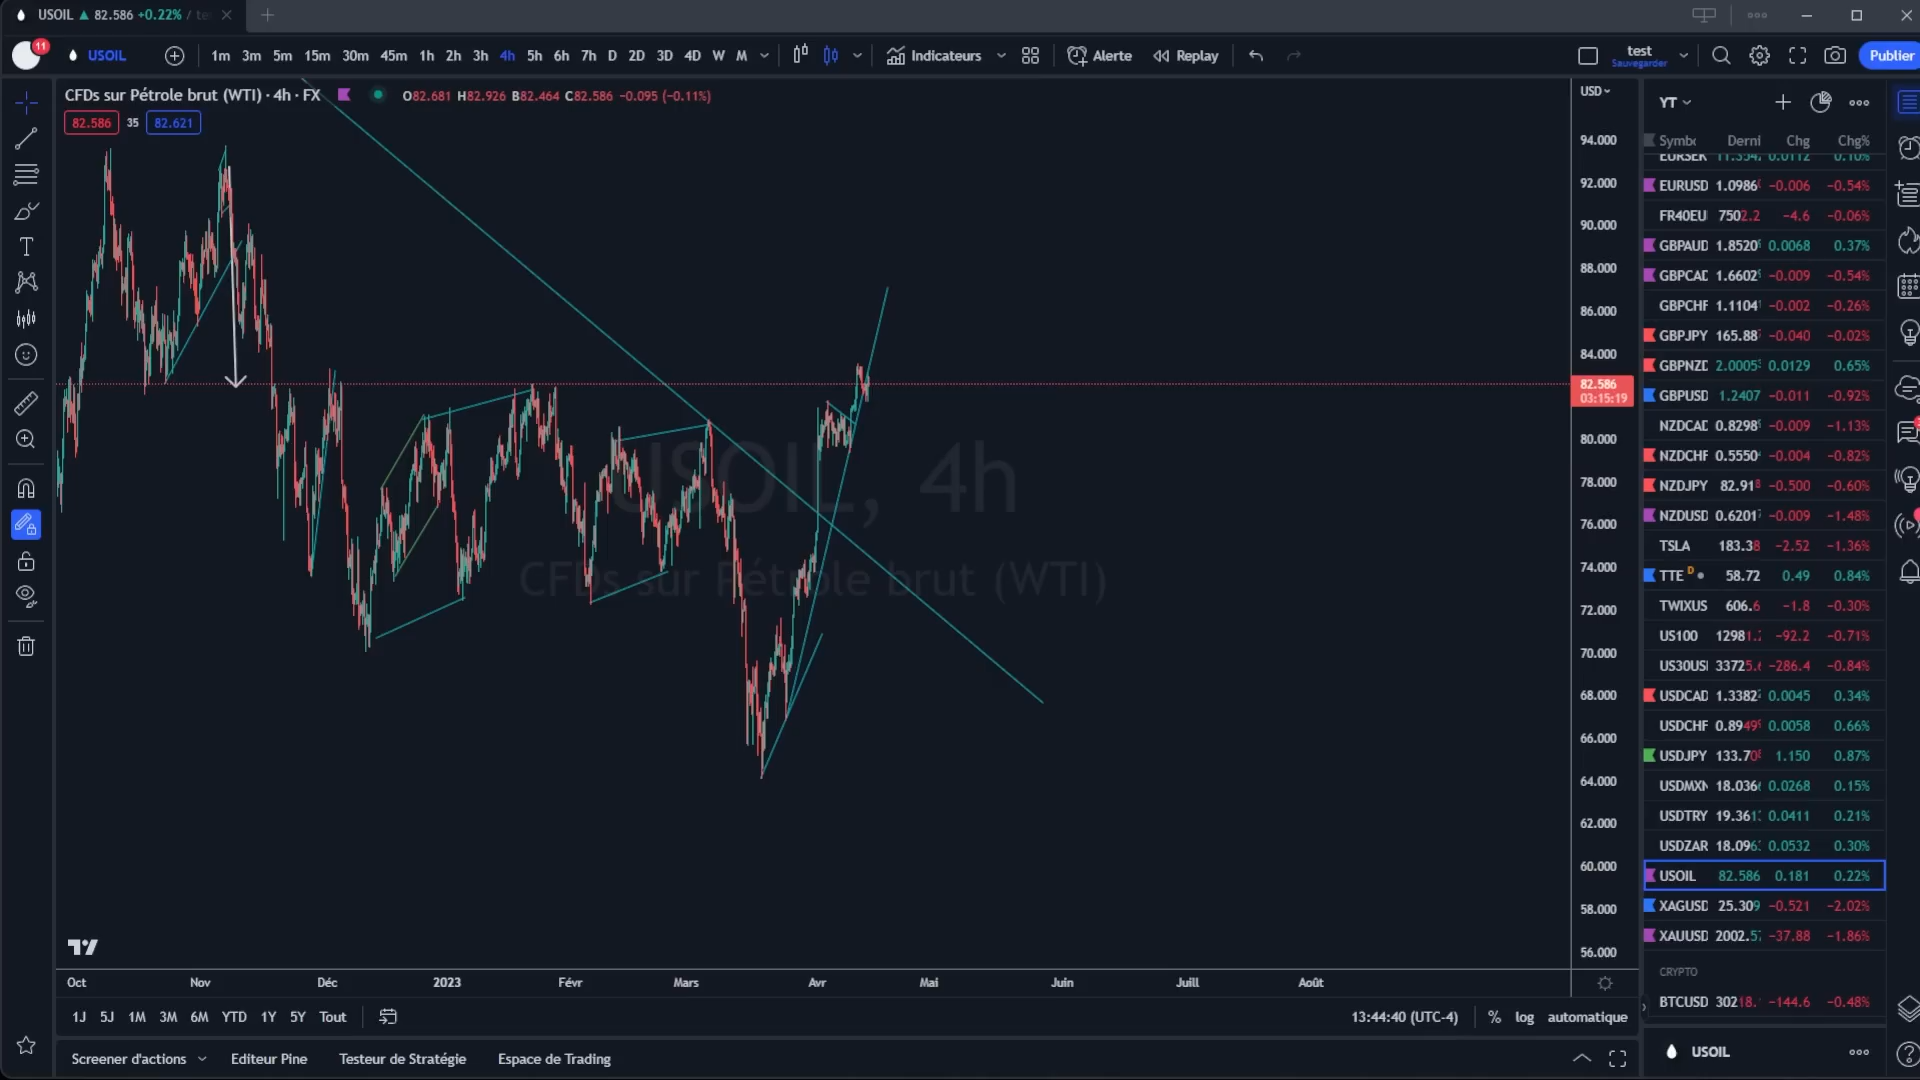 USOIL ▲ 82.586 +0.22% / te
11
USOIL 1m 3m 5m 15m 30m 45m 1h 2h 3h 4h 5h 6h 7h D 2D 3D 4D W M Indicateurs Alerte Replay test Sauvegarder Publier
CFDs sur Pétrole brut (WTI) · 4h · FX O82.681 H82.926 B82.464 C82.586 −0.095 (−0.11%)
82.586 35 82.621
USOIL, 4h
CFDs sur Pétrole brut (WTI)
USD
94.000
92.000
90.000
88.000
86.000
84.000
82.586
03:15:19
80.000
78.000
76.000
74.000
72.000
70.000
68.000
66.000
64.000
62.000
60.000
58.000
56.000
Oct Nov Déc 2023 Févr Mars Avr Mai Juin Juill Août
1J 5J 1M 3M 6M YTD 1Y 5Y Tout
13:44:40 (UTC-4) % log automatique
Screener d'actions Editeur Pine Testeur de Stratégie Espace de Trading
YT
Symbo Derni Chg Chg%
EURSEK 0.0112 0.10%
EURUSD 1.0986 −0.006 −0.54%
FR40EU 7502.2 −4.6 −0.06%
GBPAUD 1.8520 0.0068 0.37%
GBPCAD 1.6602 −0.009 −0.54%
GBPCHF 1.1104 −0.002 −0.26%
GBPJPY 165.88 −0.040 −0.02%
GBPNZD 2.0005 0.0129 0.65%
GBPUSD 1.2407 −0.011 −0.92%
NZDCAD 0.8298 −0.009 −1.13%
NZDCHF 0.5550 −0.004 −0.82%
NZDJPY 82.91 −0.500 −0.60%
NZDUSD 0.6201 −0.009 −1.48%
TSLA 183.38 −2.52 −1.36%
TTE D 58.72 0.49 0.84%
TWIXUS 606.6 −1.8 −0.30%
US100 12981. −92.2 −0.71%
US30US 33725. −286.4 −0.84%
USDCAD 1.3382 0.0045 0.34%
USDCHF 0.8949 0.0058 0.66%
USDJPY 133.70 1.150 0.87%
USDMXN 18.036 0.0268 0.15%
USDTRY 19.361 0.0411 0.21%
USDZAR 18.096 0.0532 0.30%
USOIL 82.586 0.181 0.22%
XAGUSD 25.309 −0.521 −2.02%
XAUUSD 2002.5 −37.88 −1.86%
CRYPTO
BTCUSD 30218. −144.6 −0.48%
USOIL